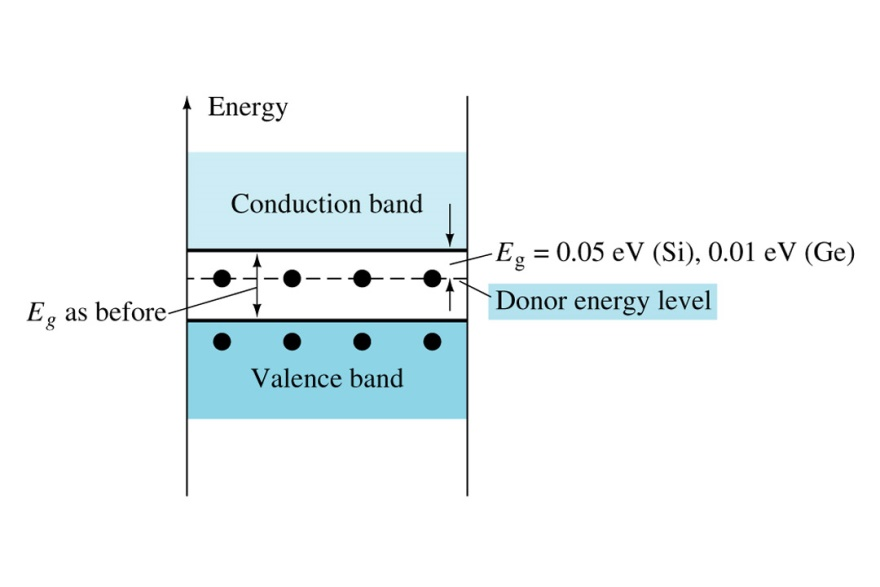 Energy
Conduction band
Eg = 0.05 eV (Si), 0.01 eV (Ge)
Donor energy level
Eg as before
Valence band